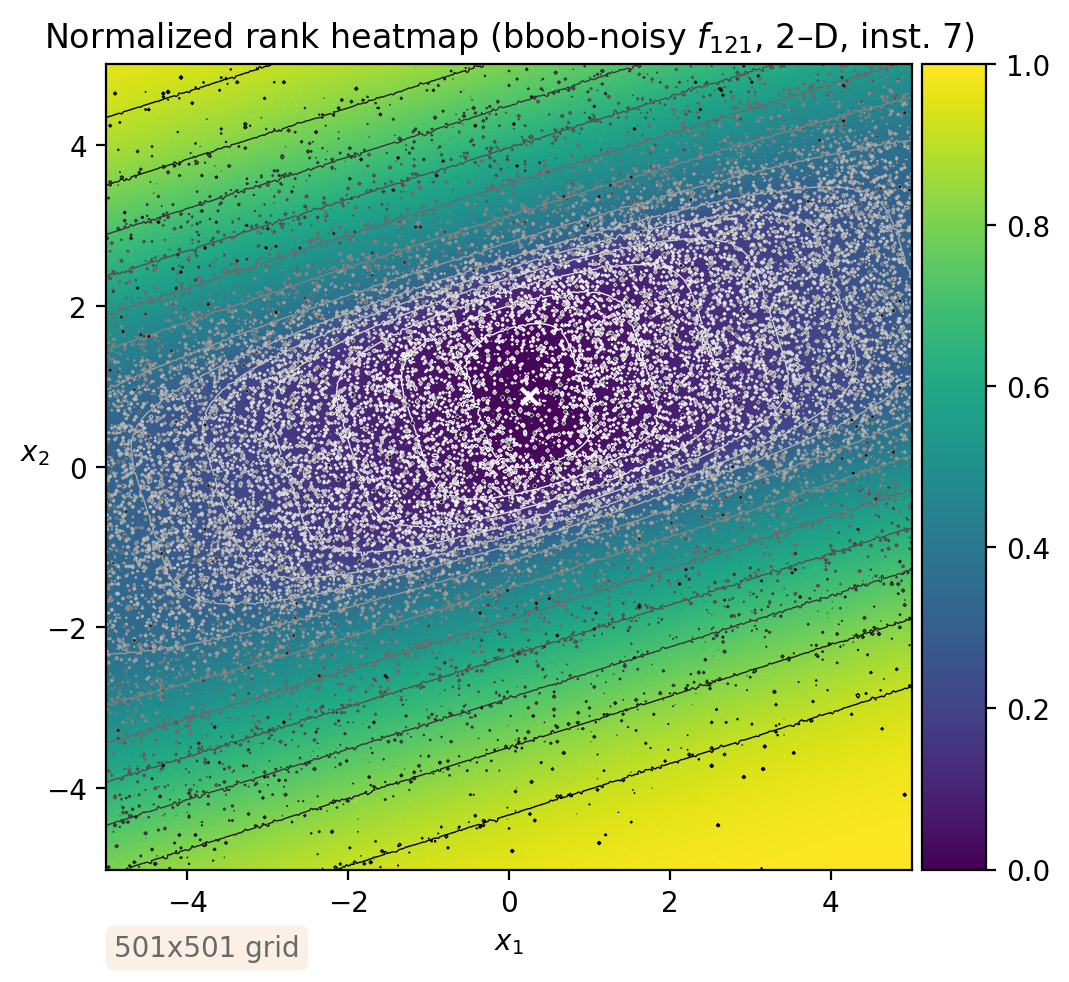 Normalized rank heatmap (bbob-noisy f₁₂₁, 2–D, inst. 7)
1.0
0.8
0.6
0.4
0.2
0.0
4
2
0
−2
−4
x₂
−4 −2 0 2 4
x₁
501x501 grid